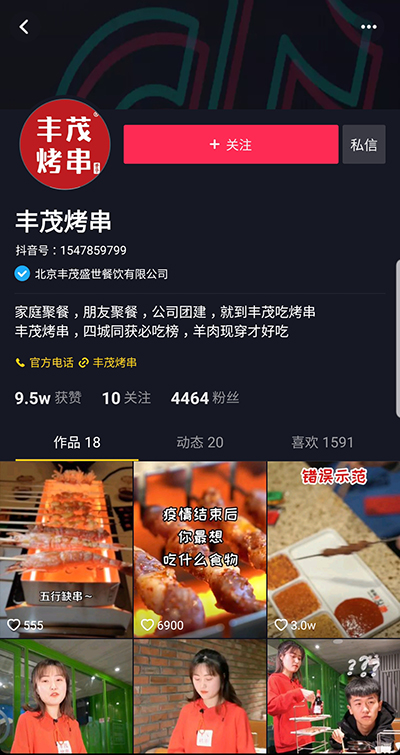 丰茂
烤串
+ 关注
私信
丰茂烤串
抖音号：1547859799
北京丰茂盛世餐饮有限公司
家庭聚餐，朋友聚餐，公司团建，就到丰茂吃烤串
丰茂烤串，四城同获必吃榜，羊肉现穿才好吃
官方电话 丰茂烤串
9.5w 获赞 10 关注 4464 粉丝
作品 18 动态 20 喜欢 1591
五行缺串~
555
疫情结束后
你最想
吃什么食物
6900
错误示范
3.0w
???